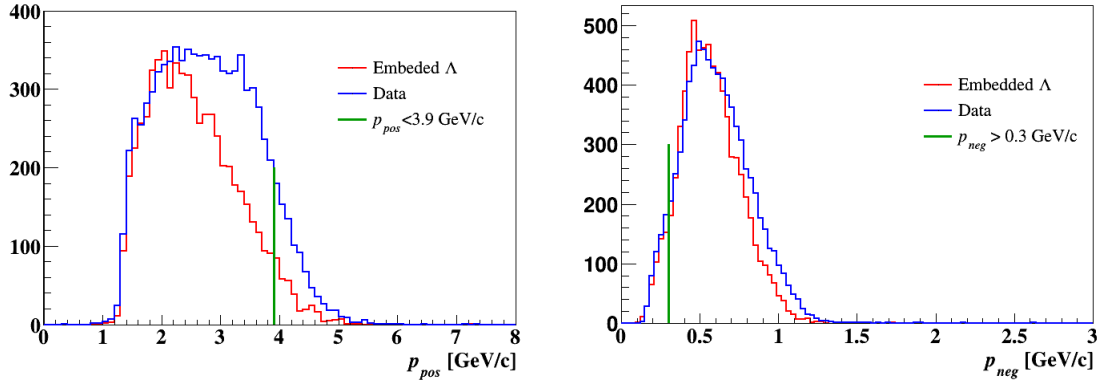 400
300
200
100
0
0 1 2 3 4 5 6 7 8
p_pos [GeV/c]
Embeded Λ
Data
p_pos <3.9 GeV/c
500
400
300
200
100
0
0 0.5 1 1.5 2 2.5 3
p_neg [GeV/c]
Embedded Λ
Data
p_neg > 0.3 GeV/c